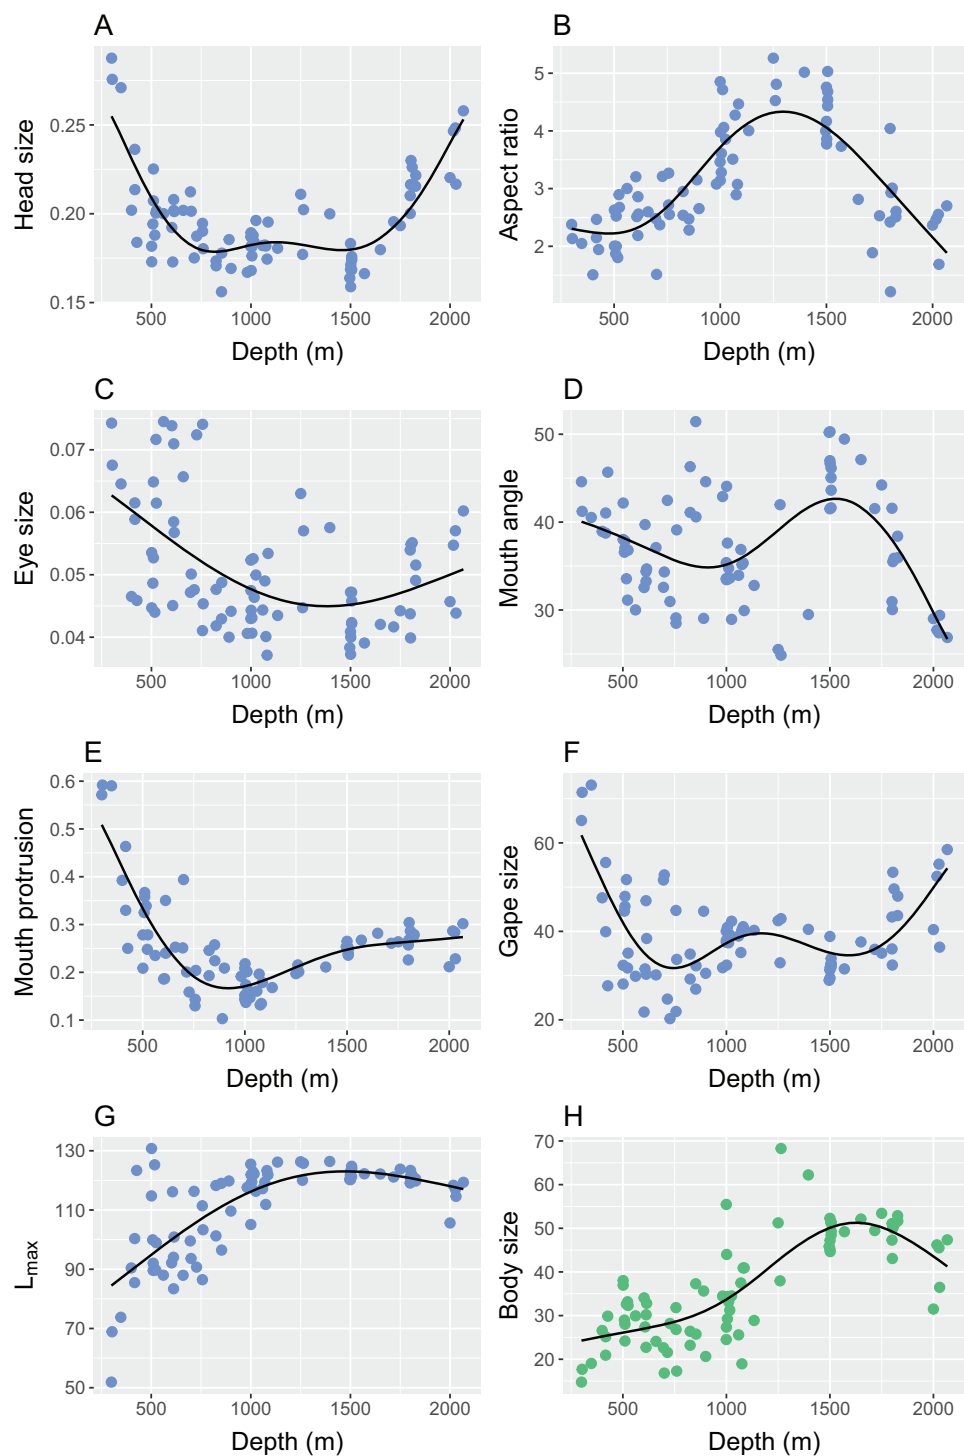 A
B
Head size
0.25
0.20
0.15
500
1000
1500
2000
Depth (m)
Aspect ratio
5
4
3
2
500
1000
1500
2000
Depth (m)
C
D
Eye size
0.07
0.06
0.05
0.04
500
1000
1500
2000
Depth (m)
Mouth angle
50
40
30
500
1000
1500
2000
Depth (m)
E
F
Mouth protrusion
0.6
0.5
0.4
0.3
0.2
0.1
500
1000
1500
2000
Depth (m)
Gape size
60
40
20
500
1000
1500
2000
Depth (m)
G
H
Lmax
130
110
90
70
50
500
1000
1500
2000
Depth (m)
Body size
70
60
50
40
30
20
500
1000
1500
2000
Depth (m)